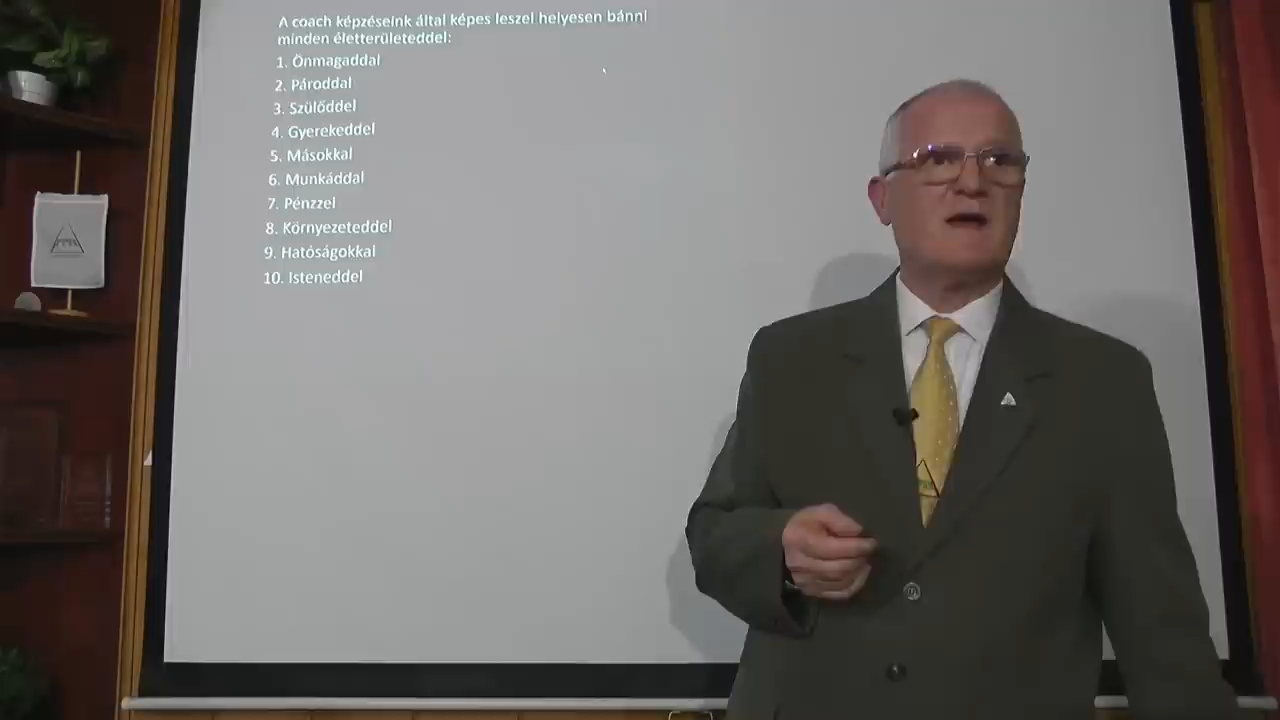 A coach képzéseink által képes leszel helyesen bánni
minden életterületeddel:
1. Önmagaddal
2. Pároddal
3. Szülőddel
4. Gyerekeddel
5. Másokkal
6. Munkáddal
7. Pénzzel
8. Környezeteddel
9. Hatóságokkal
10. Isteneddel